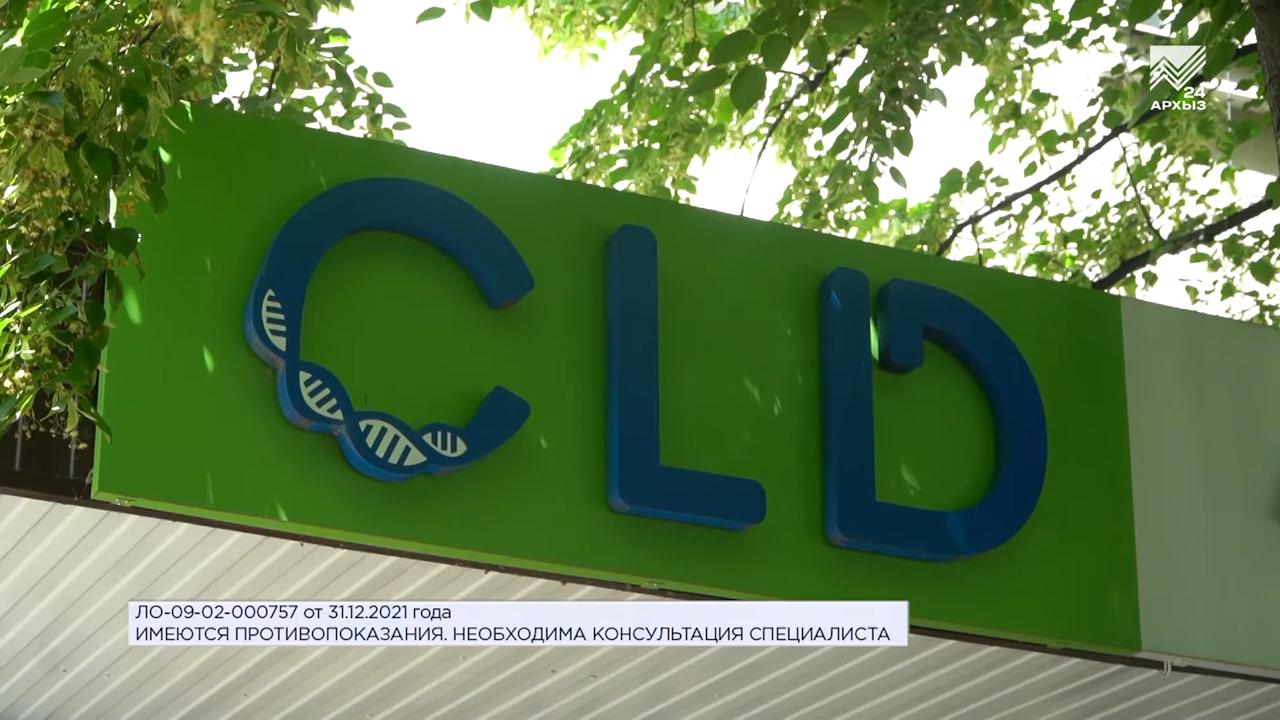 24
АРХЫЗ
CLD
ЛО-09-02-000757 от 31.12.2021 года
ИМЕЮТСЯ ПРОТИВОПОКАЗАНИЯ. НЕОБХОДИМА КОНСУЛЬТАЦИЯ СПЕЦИАЛИСТА